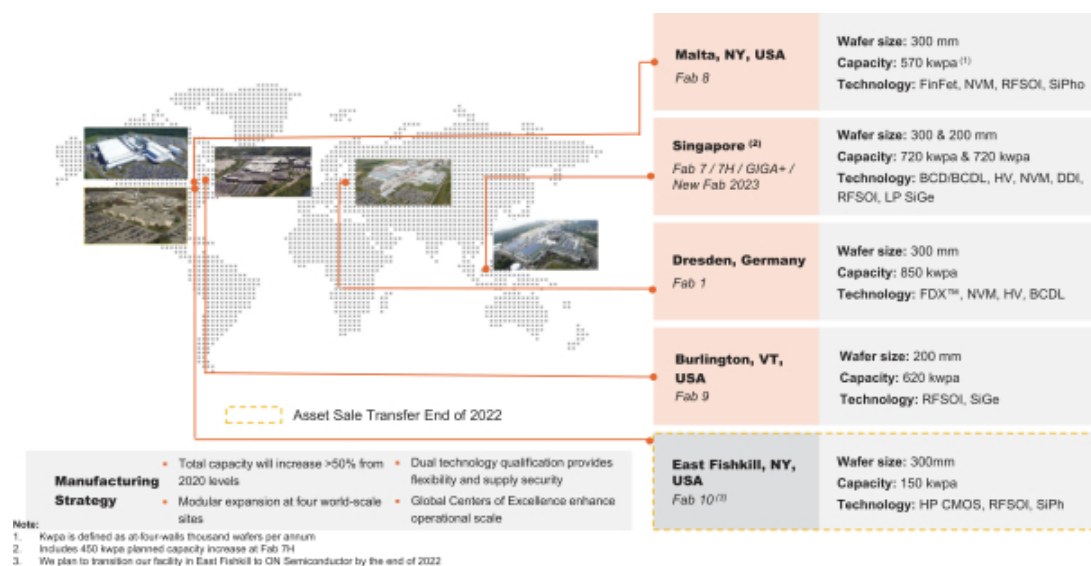 Malta, NY, USA
Fab 8
Wafer size: 300 mm
Capacity: 570 kwpa (1)
Technology: FinFet, NVM, RFSOI, SiPho
Singapore (2)
Fab 7 / 7H / GIGA+ /
New Fab 2023
Wafer size: 300 & 200 mm
Capacity: 720 kwpa & 720 kwpa
Technology: BCD/BCDL, HV, NVM, DDI,
RFSOI, LP SiGe
Dresden, Germany
Fab 1
Wafer size: 300 mm
Capacity: 850 kwpa
Technology: FDX™, NVM, HV, BCDL
Burlington, VT,
USA
Fab 9
Wafer size: 200 mm
Capacity: 620 kwpa
Technology: RFSOI, SiGe
Asset Sale Transfer End of 2022
East Fishkill, NY,
USA
Fab 10 (3)
Wafer size: 300mm
Capacity: 150 kwpa
Technology: HP CMOS, RFSOI, SiPh
Manufacturing
Strategy
• Total capacity will increase >50% from
2020 levels
• Modular expansion at four world-scale
sites
• Dual technology qualification provides
flexibility and supply security
• Global Centers of Excellence enhance
operational scale
Note:
1. Kwpa is defined as at-four-walls thousand wafers per annum
2. Includes 450 kwpa planned capacity increase at Fab 7H
3. We plan to transition our facility in East Fishkill to ON Semiconductor by the end of 2022